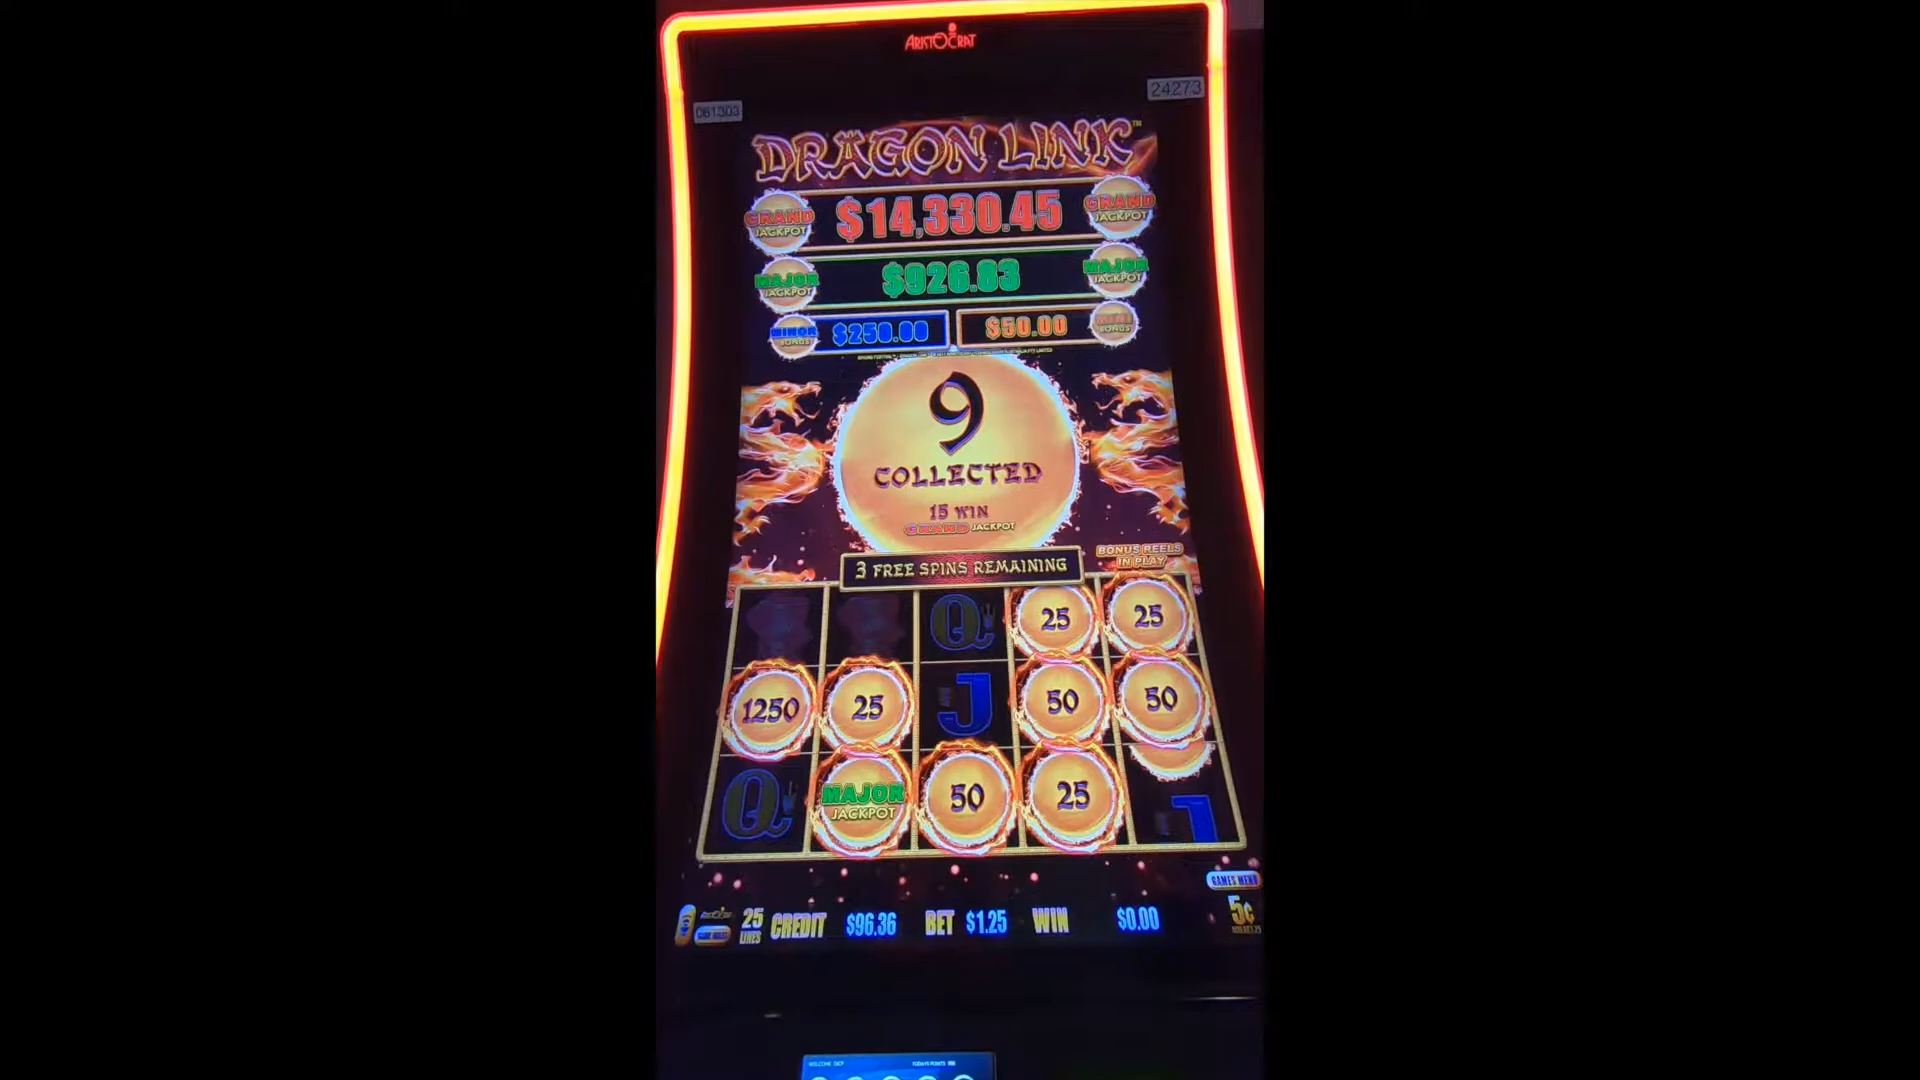 ARISTOCRAT
24273
061303
DRAGON LINK™
GRAND JACKPOT $14,330.45 GRAND JACKPOT
MAJOR JACKPOT $926.83 MAJOR JACKPOT
MINOR BONUS $250.00 $50.00 MINI BONUS
9
COLLECTED
15 WIN
GRAND JACKPOT
BONUS REELS
IN PLAY
3 FREE SPINS REMAINING
Q 25 25
1250 25 J 50 50
Q MAJOR JACKPOT 50 25 J
GAMES MENU
25 LINES CREDIT $96.36 BET $1.25 WIN $0.00 5¢